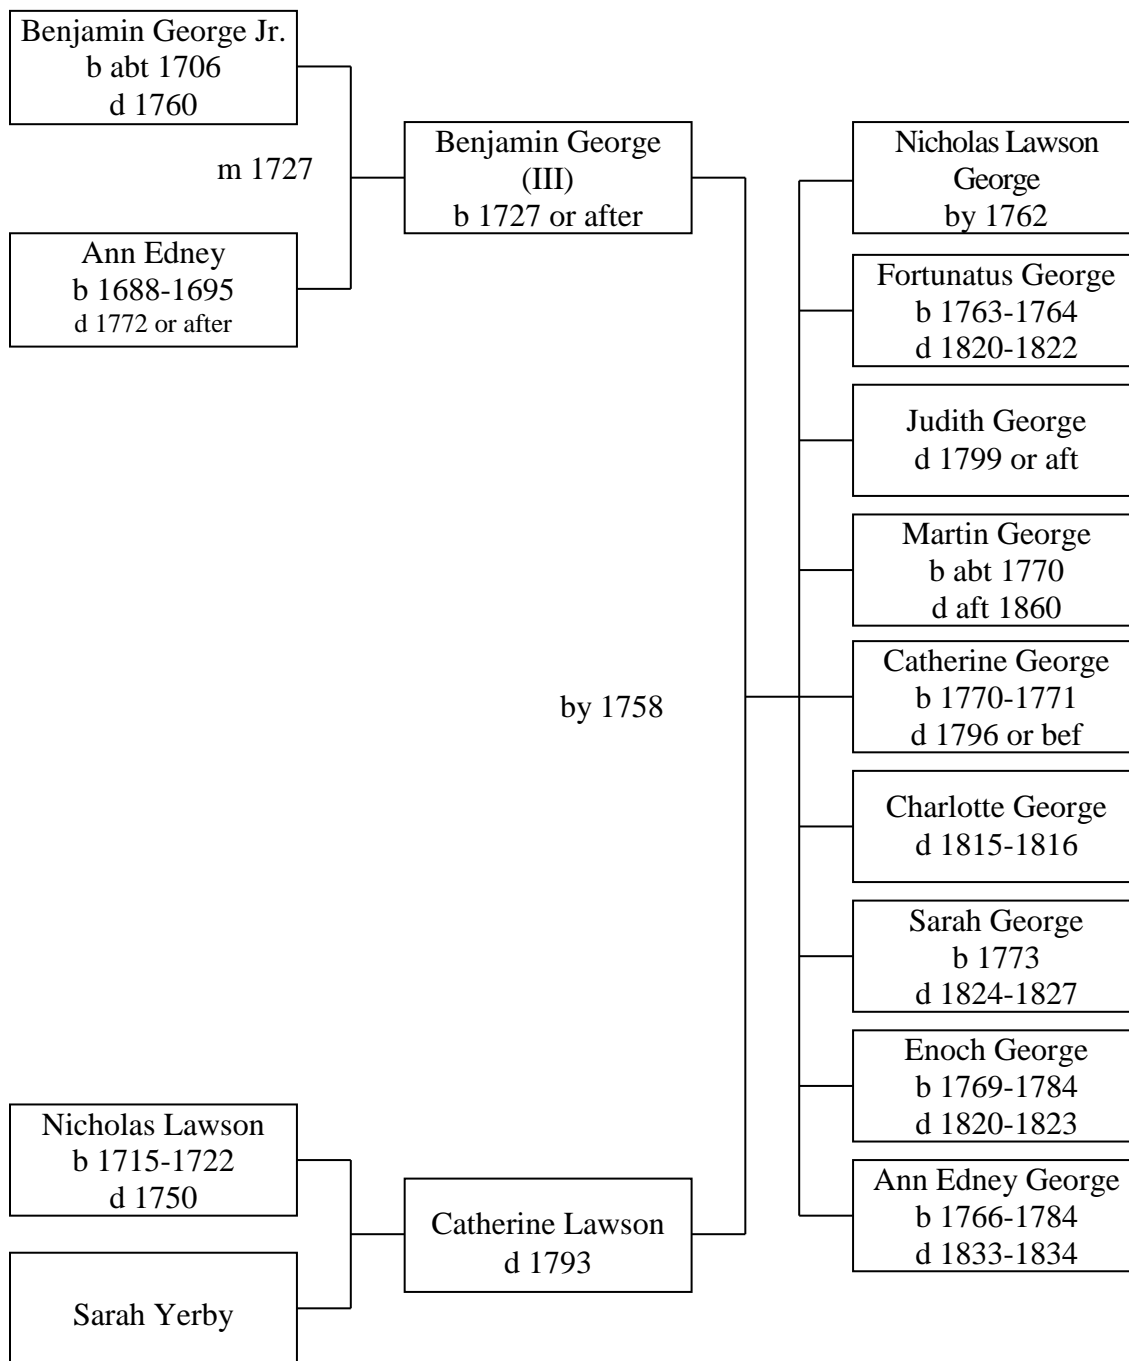 Benjamin George Jr.
b abt 1706
d 1760
m 1727
Ann Edney
b 1688-1695
d 1772 or after
Benjamin George
(III)
b 1727 or after
by 1758
Nicholas Lawson
b 1715-1722
d 1750
Sarah Yerby
Catherine Lawson
d 1793
Nicholas Lawson
George
by 1762
Fortunatus George
b 1763-1764
d 1820-1822
Judith George
d 1799 or aft
Martin George
b abt 1770
d aft 1860
Catherine George
b 1770-1771
d 1796 or bef
Charlotte George
d 1815-1816
Sarah George
b 1773
d 1824-1827
Enoch George
b 1769-1784
d 1820-1823
Ann Edney George
b 1766-1784
d 1833-1834